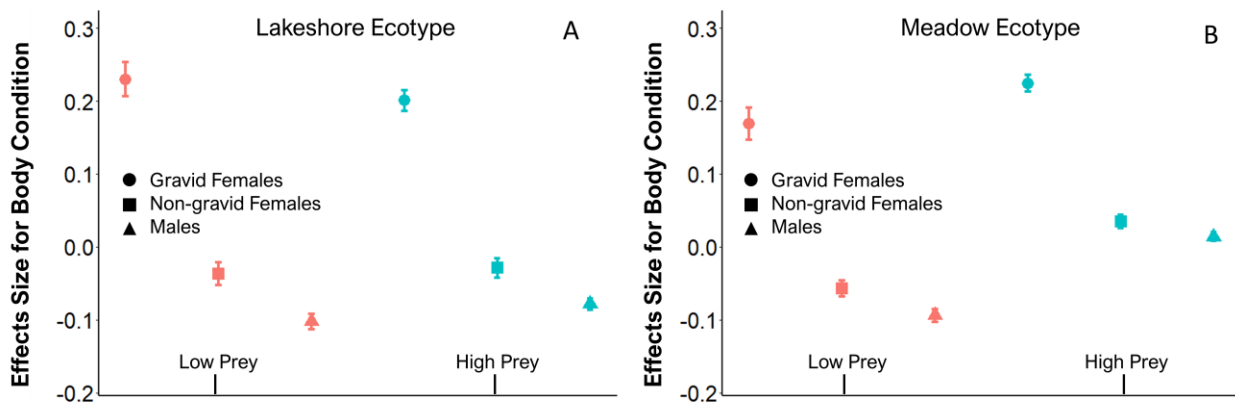 Effects Size for Body Condition
0.3
0.2
0.1
0.0
-0.1
-0.2
Lakeshore Ecotype
A
Gravid Females
Non-gravid Females
Males
Low Prey
High Prey
Effects Size for Body Condition
0.3
0.2
0.1
0.0
-0.1
-0.2
Meadow Ecotype
B
Gravid Females
Non-gravid Females
Males
Low Prey
High Prey